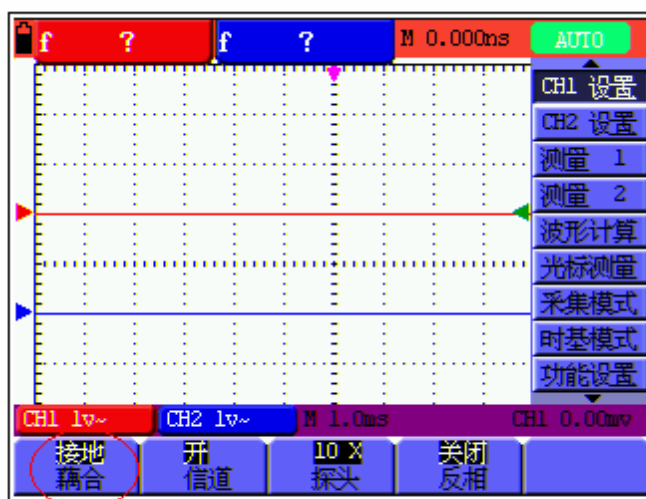 f ? f ? M 0.000ns AUTO
CH1 设置
CH2 设置
测量 1
测量 2
波形计算
光标测量
采集模式
时基模式
功能设置
CH1 1v~ CH2 1v~ M 1.0ms CH1 0.00mv
接地 开 10 X 关闭
藕合 信道 探头 反相